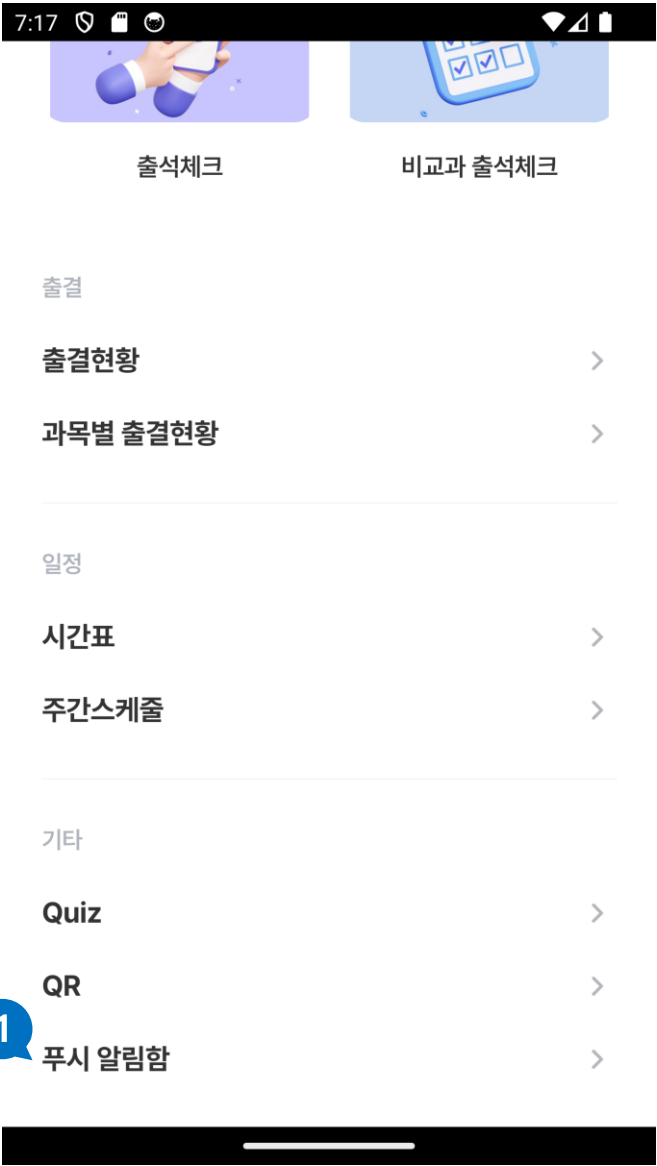 7:17
출석체크
비교과 출석체크
출결
출결현황
과목별 출결현황
일정
시간표
주간스케줄
기타
Quiz
QR
1
푸시 알림함